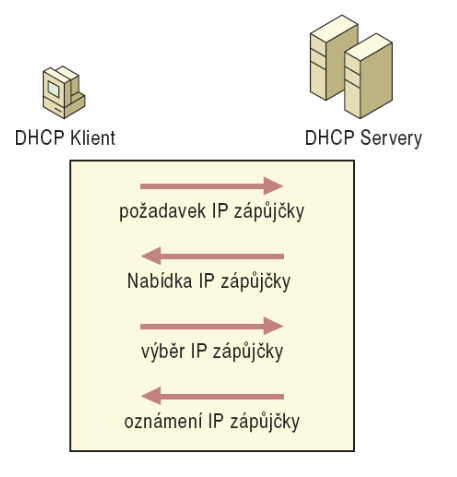 DHCP Klient
DHCP Servery
požadavek IP zápůjčky
Nabídka IP zápůjčky
výběr IP zápůjčky
oznámení IP zápůjčky